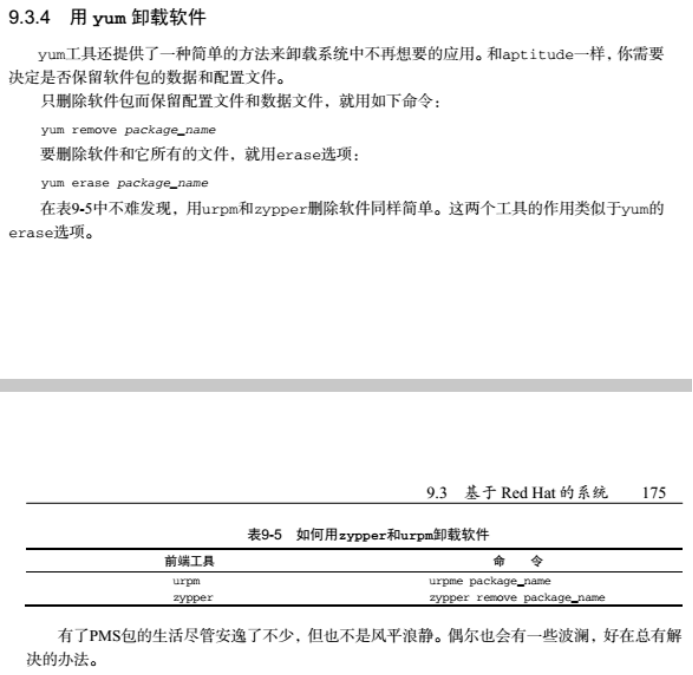 9.3.4 用 yum 卸载软件
yum工具还提供了一种简单的方法来卸载系统中不再想要的应用。和aptitude一样，你需要
决定是否保留软件包的数据和配置文件。
只删除软件包而保留配置文件和数据文件，就用如下命令：
yum remove package_name
要删除软件和它所有的文件，就用erase选项：
yum erase package_name
在表9-5中不难发现，用urpm和zypper删除软件同样简单。这两个工具的作用类似于yum的
erase选项。
9.3 基于 Red Hat 的系统 175
表9-5 如何用zypper和urpm卸载软件
前端工具 命 令
urpm urpme package_name
zypper zypper remove package_name
有了PMS包的生活尽管安逸了不少，但也不是风平浪静。偶尔也会有一些波澜，好在总有解
决的办法。